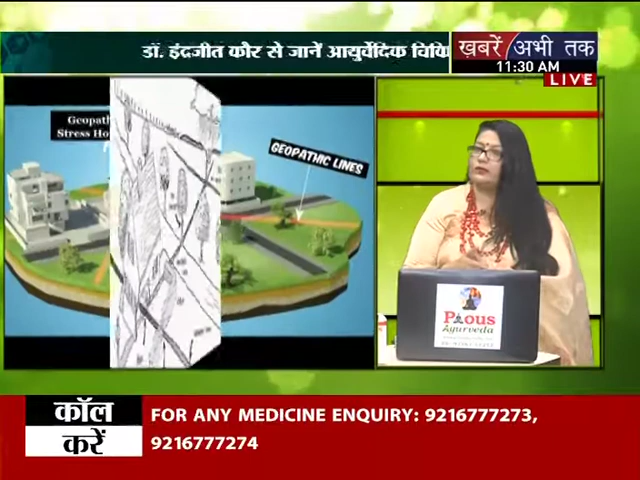 डॉ. इंद्रजीत कौर से जानें आयुर्वेदिक चिकि
ख़बरें अभी तक
11:30 AM
LIVE
Geopath
Stress Ho
GEOPATHIC LINES
Pious
Ayurveda
कॉल
करें
FOR ANY MEDICINE ENQUIRY: 9216777273,
9216777274